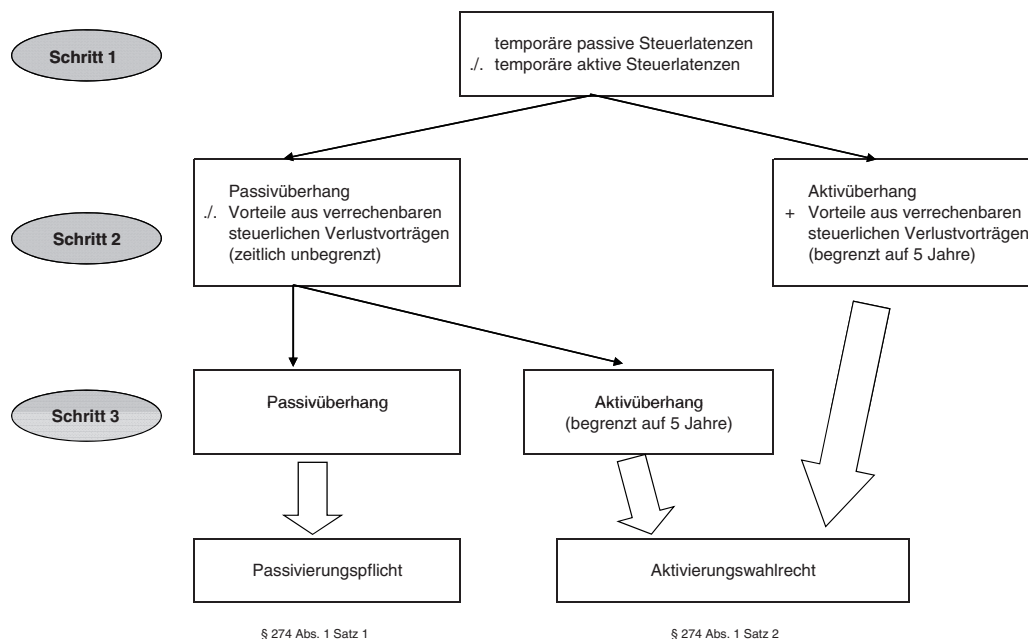 Schritt 1
temporäre passive Steuerlatenzen
./. temporäre aktive Steuerlatenzen
Schritt 2
Passivüberhang
./. Vorteile aus verrechenbaren
steuerlichen Verlustvorträgen
(zeitlich unbegrenzt)
Aktivüberhang
+ Vorteile aus verrechenbaren
steuerlichen Verlustvorträgen
(begrenzt auf 5 Jahre)
Schritt 3
Passivüberhang
Aktivüberhang
(begrenzt auf 5 Jahre)
Passivierungspflicht
Aktivierungswahlrecht
§ 274 Abs. 1 Satz 1
§ 274 Abs. 1 Satz 2